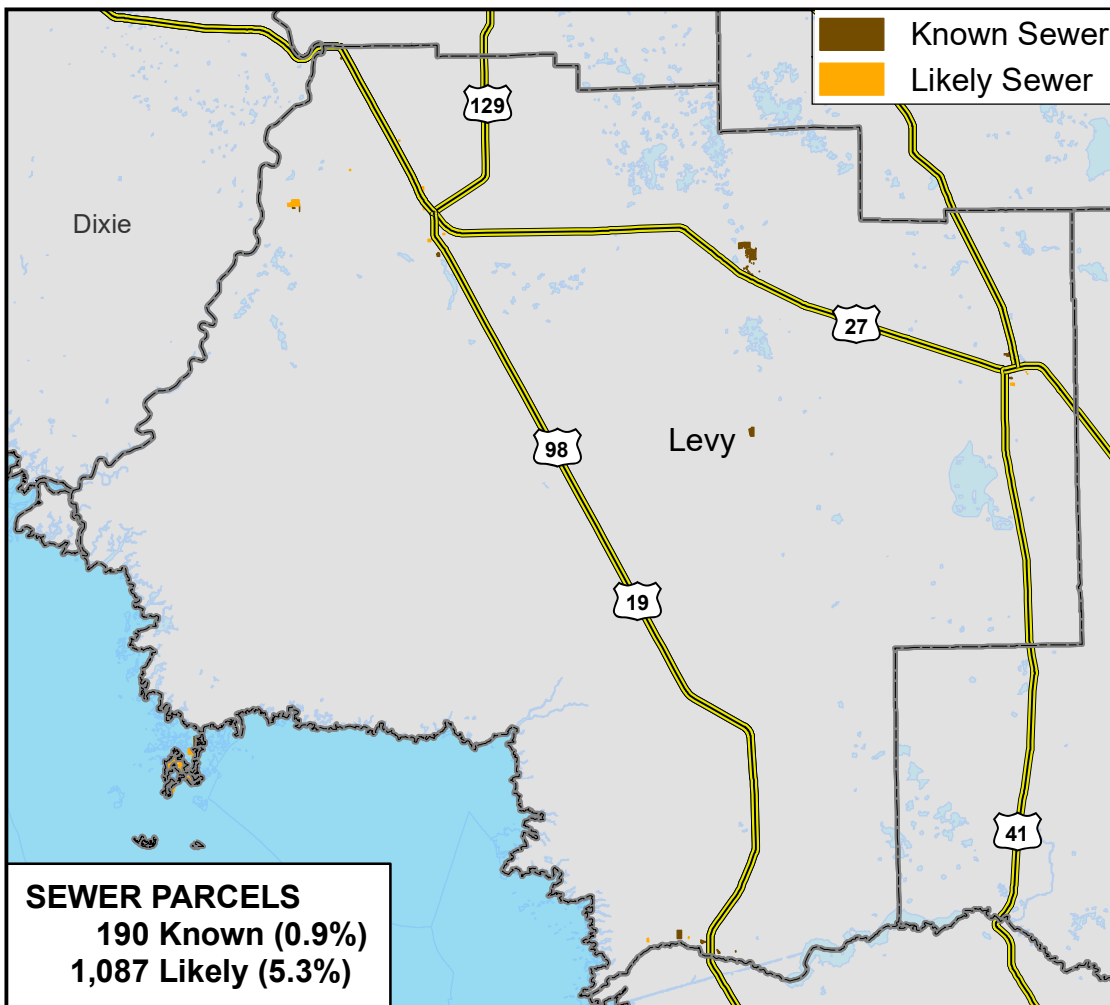 Known Sewer
Likely Sewer
129
Dixie
27
Levy
98
19
41
SEWER PARCELS
190 Known (0.9%)
1,087 Likely (5.3%)